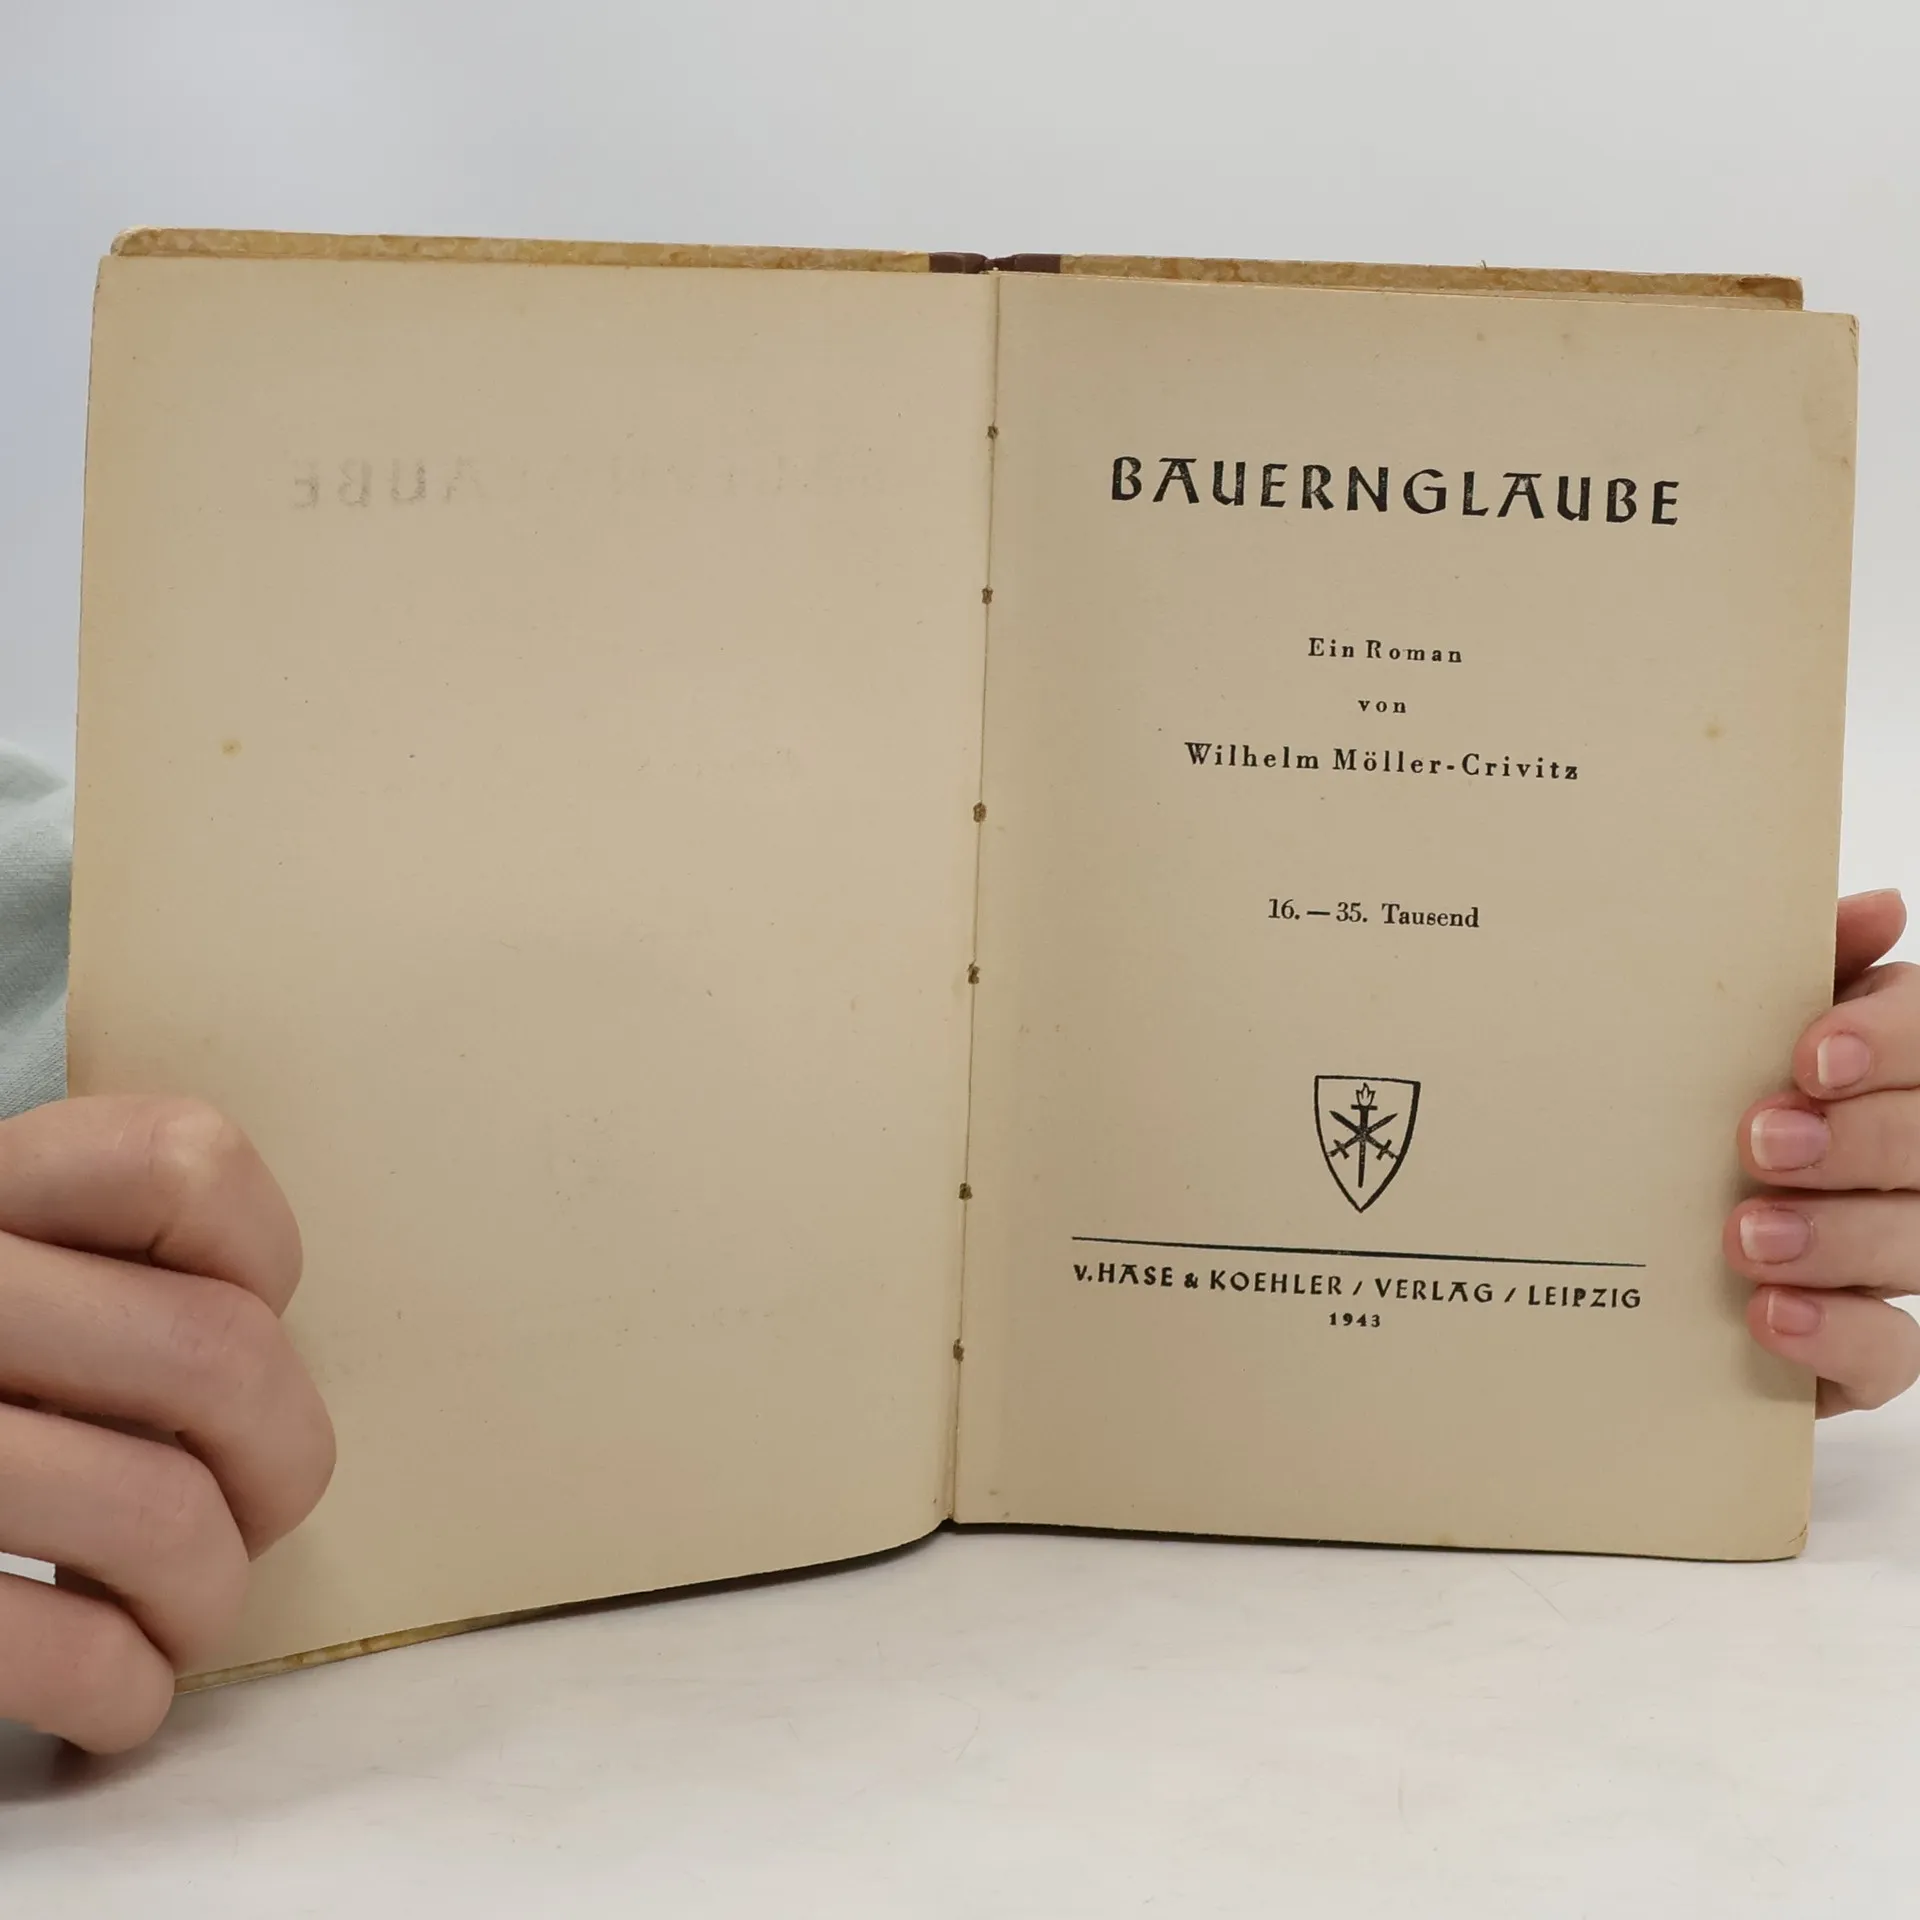 BAUERNGLAUBE
Ein Roman
von
Wilhelm Möller-Crivitz
16. — 35. Tausend
v. HASE & KOEHLER / VERLAG / LEIPZIG
1943